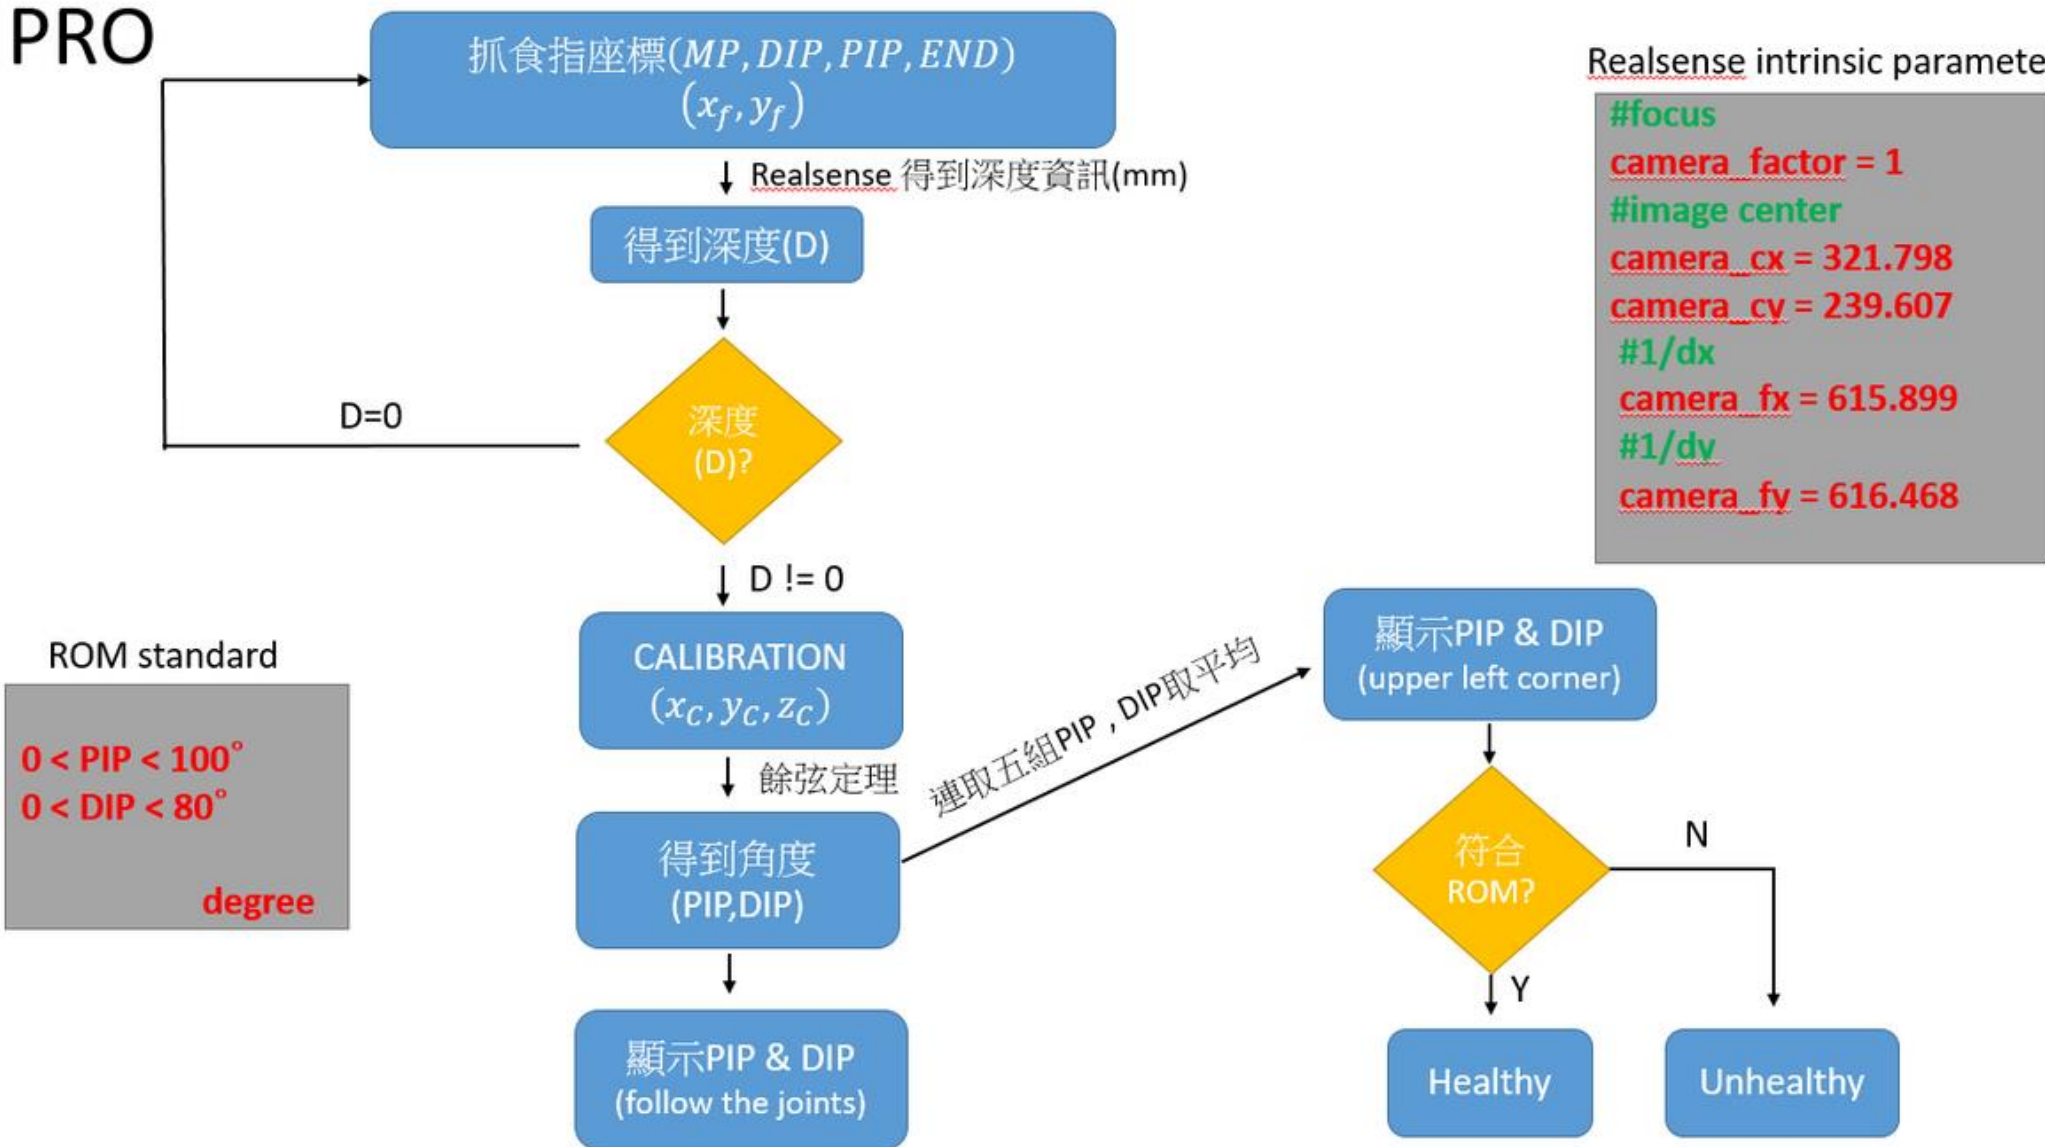 PRO
抓食指座標(MP,DIP,PIP,END)
(x_f,y_f)
Realsense 得到深度資訊(mm)
得到深度(D)
深度
(D)?
D=0
D != 0
CALIBRATION
(x_C,y_C,z_C)
餘弦定理
得到角度
(PIP,DIP)
顯示PIP & DIP
(follow the joints)
連取五組PIP , DIP取平均
顯示PIP & DIP
(upper left corner)
符合
ROM?
N
Y
Healthy
Unhealthy
ROM standard
0 < PIP < 100°
0 < DIP < 80°
degree
Realsense intrinsic paramete
#focus
camera_factor = 1
#image center
camera_cx = 321.798
camera_cy = 239.607
#1/dx
camera_fx = 615.899
#1/dy
camera_fy = 616.468